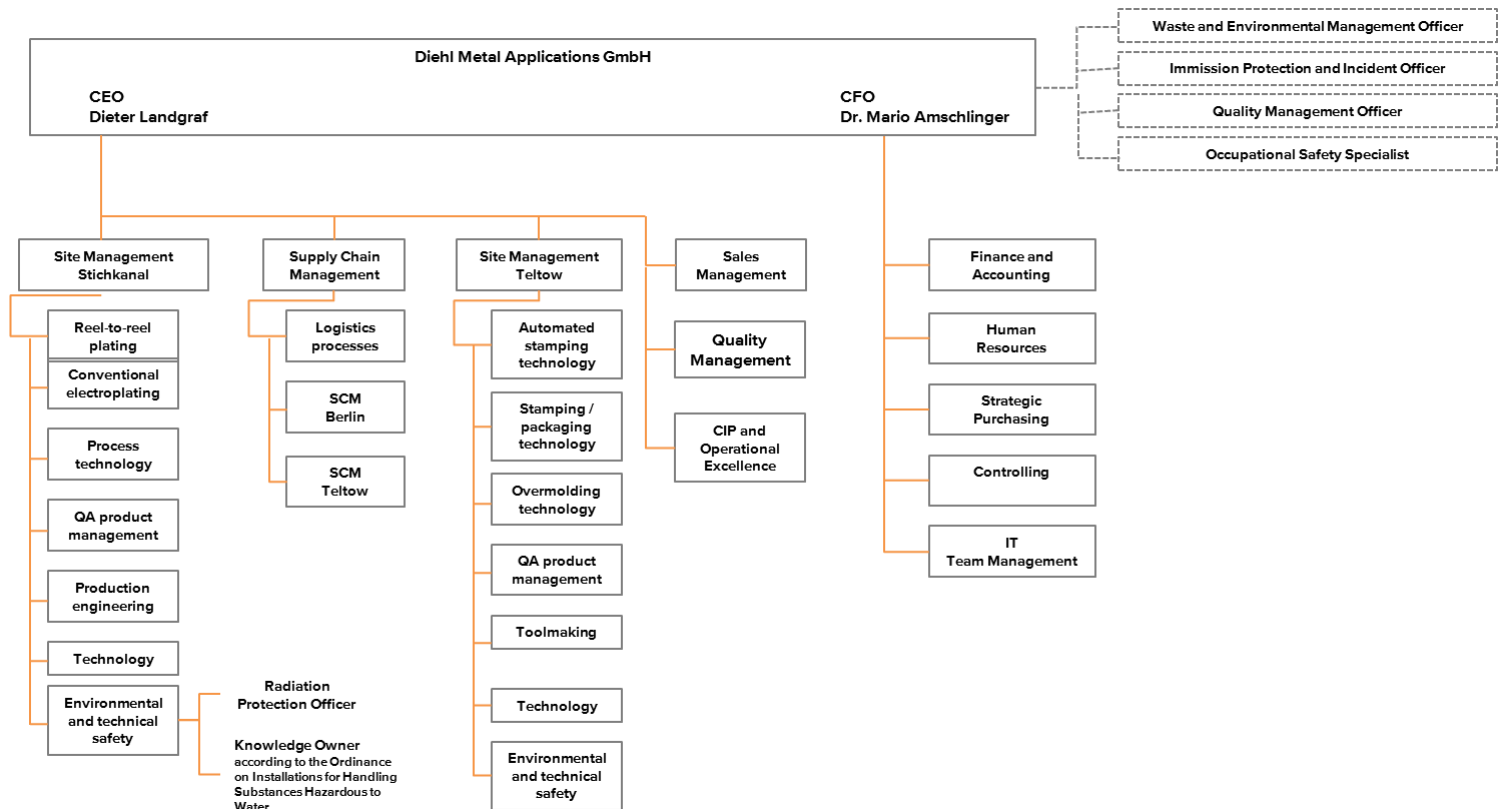 Diehl Metal Applications GmbH
CEO
Dieter Landgraf
CFO
Dr. Mario Amschlinger
Waste and Environmental Management Officer
Immission Protection and Incident Officer
Quality Management Officer
Occupational Safety Specialist
Site Management
Stichkanal
Reel-to-reel
plating
Conventional
electroplating
Process
technology
QA product
management
Production
engineering
Technology
Environmental
and technical
safety
Radiation
Protection Officer
Knowledge Owner
according to the Ordinance
on Installations for Handling
Substances Hazardous to
Water
Supply Chain
Management
Logistics
processes
SCM
Berlin
SCM
Teltow
Site Management
Teltow
Automated
stamping
technology
Stamping /
packaging
technology
Overmolding
technology
QA product
management
Toolmaking
Technology
Environmental
and technical
safety
Sales
Management
Quality
Management
CIP and
Operational
Excellence
Finance and
Accounting
Human
Resources
Strategic
Purchasing
Controlling
IT
Team Management